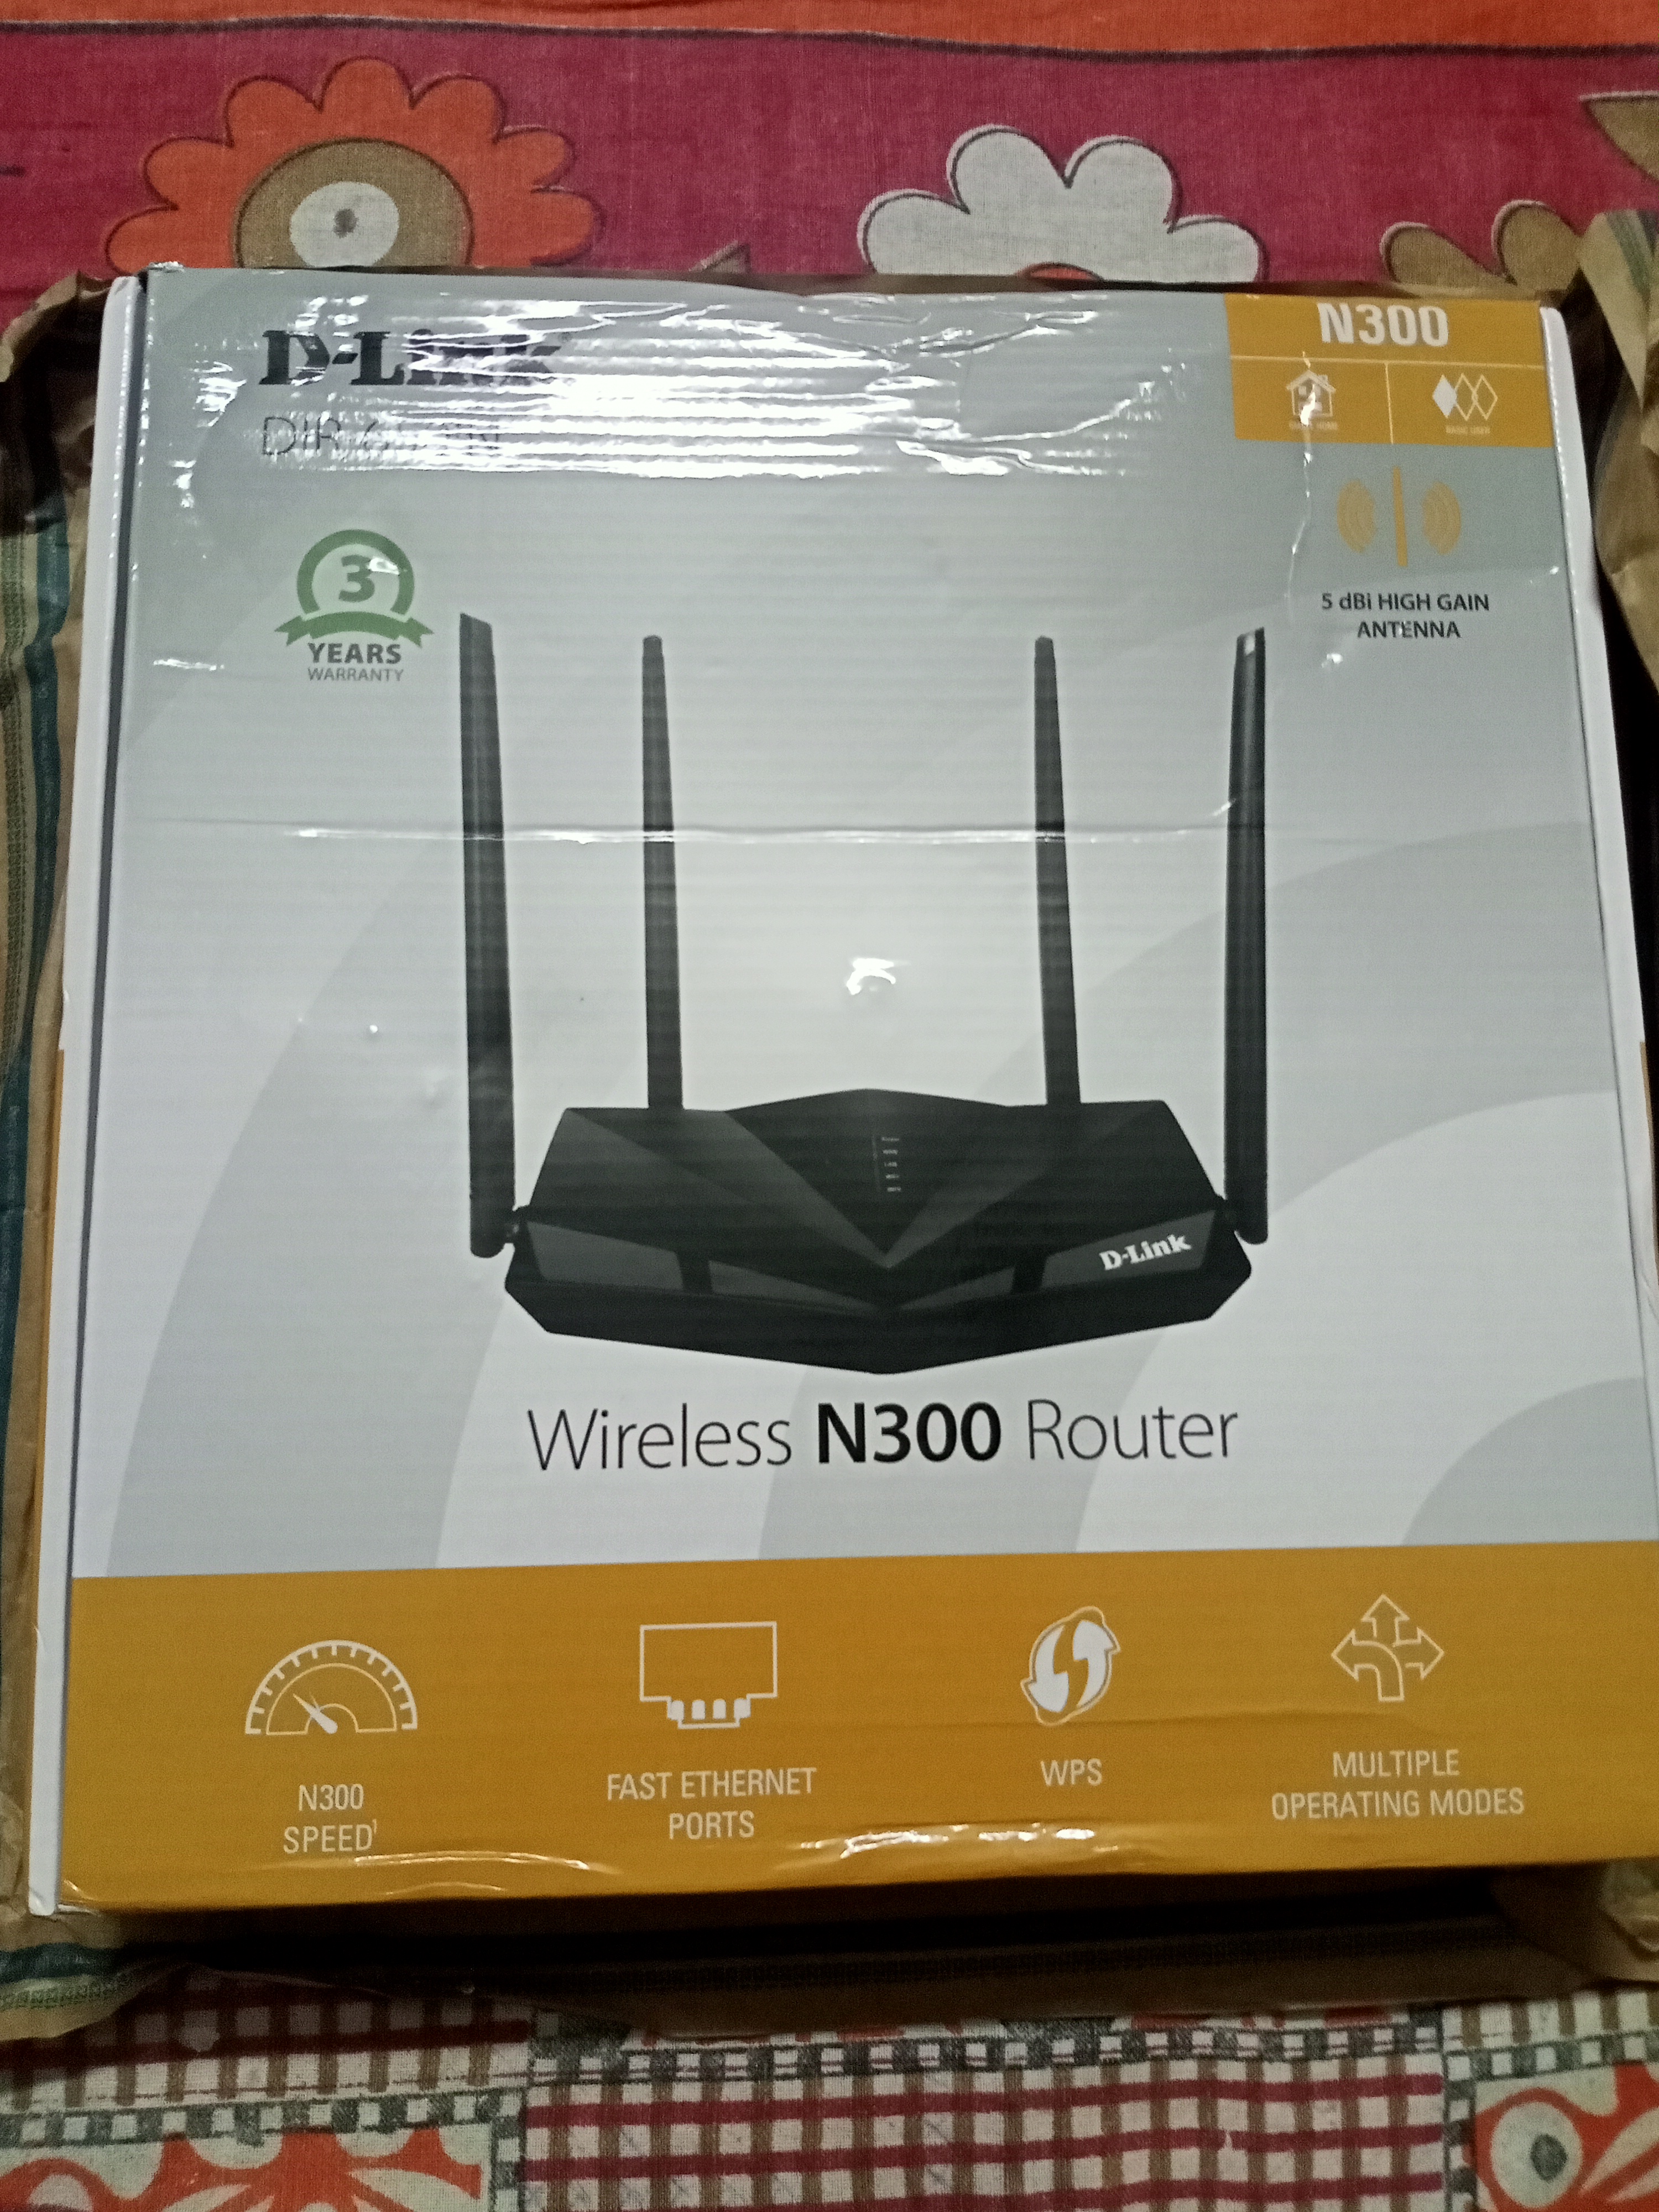 D-Link
N300
5 dBi HIGH GAIN
ANTENNA
3
YEARS
WARRANTY
D-Link
Wireless N300 Router
N300
SPEED¹
FAST ETHERNET
PORTS
WPS
MULTIPLE
OPERATING MODES